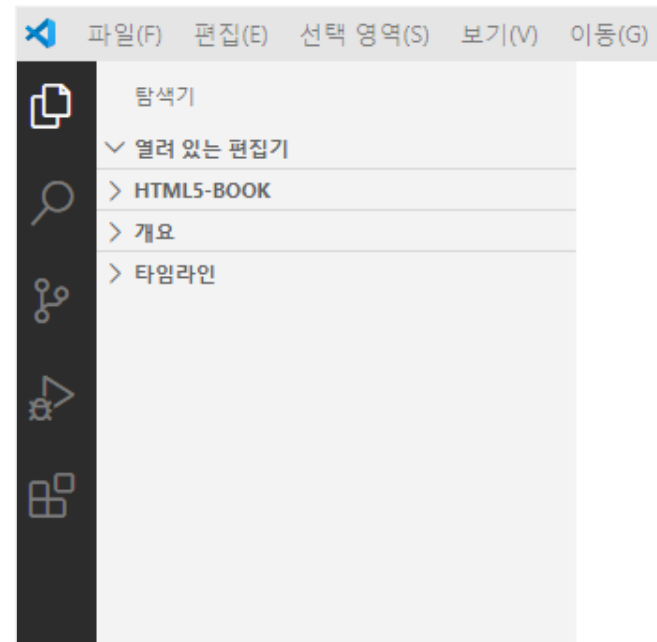 파일(F) 편집(E) 선택 영역(S) 보기(V) 이동(G)
탐색기
열려 있는 편집기
HTML5-BOOK
개요
타임라인